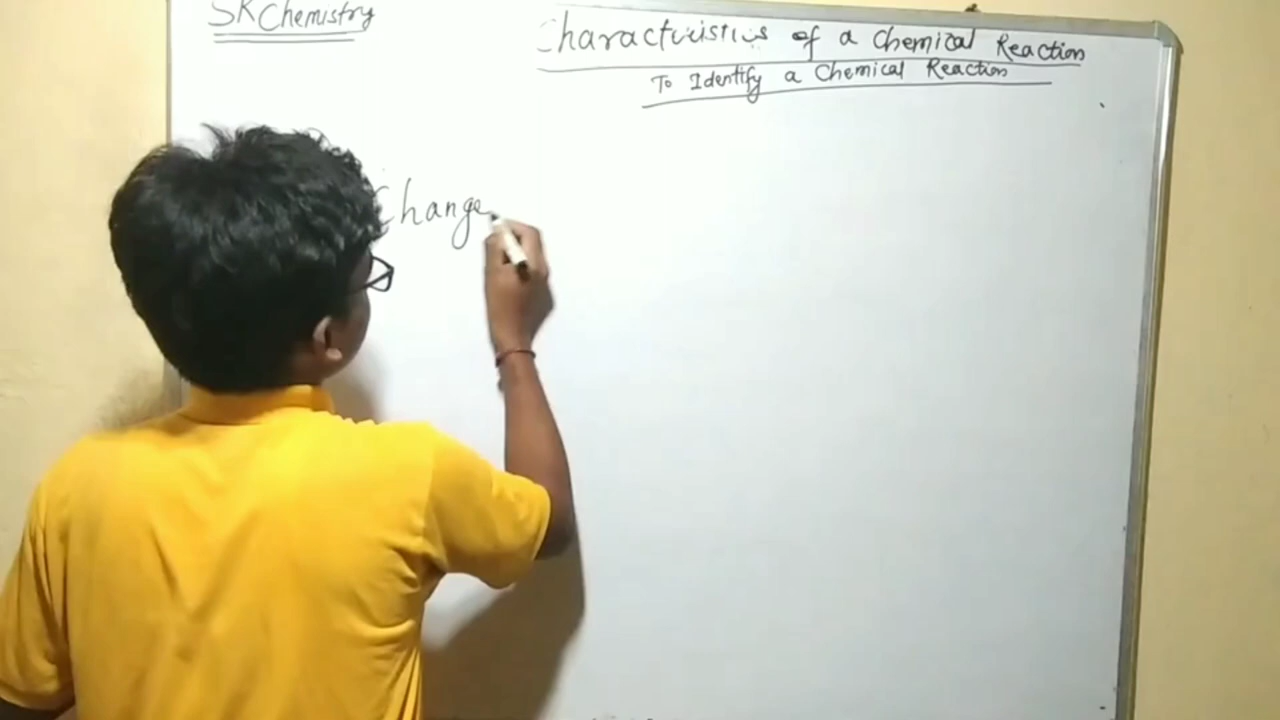 SK Chemistry
Characteristics of a Chemical Reaction
To Identify a Chemical Reaction
Change